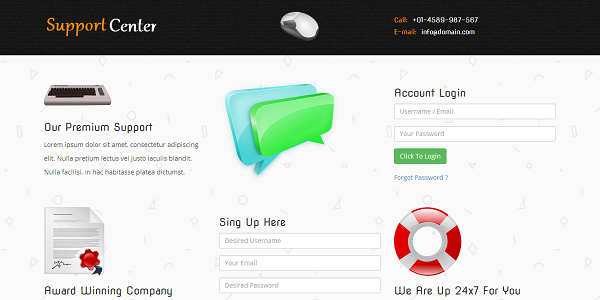 Support Center
Call: +01-4589-987-567
E-mail: info@domain.com
Our Premium Support
Lorem ipsum dolor sit amet, consectetur adipiscing
elit. Nulla pretium lectus vel justo iaculis blandit.
Nulla facilisi. In hac habitasse platea dictumst.
Account Login
Username / Email
Your Password
Click To Login
Forgot Password ?
Sing Up Here
Desired Username
Your Email
Desired Password
Award Winning Company
We Are Up 24x7 For You